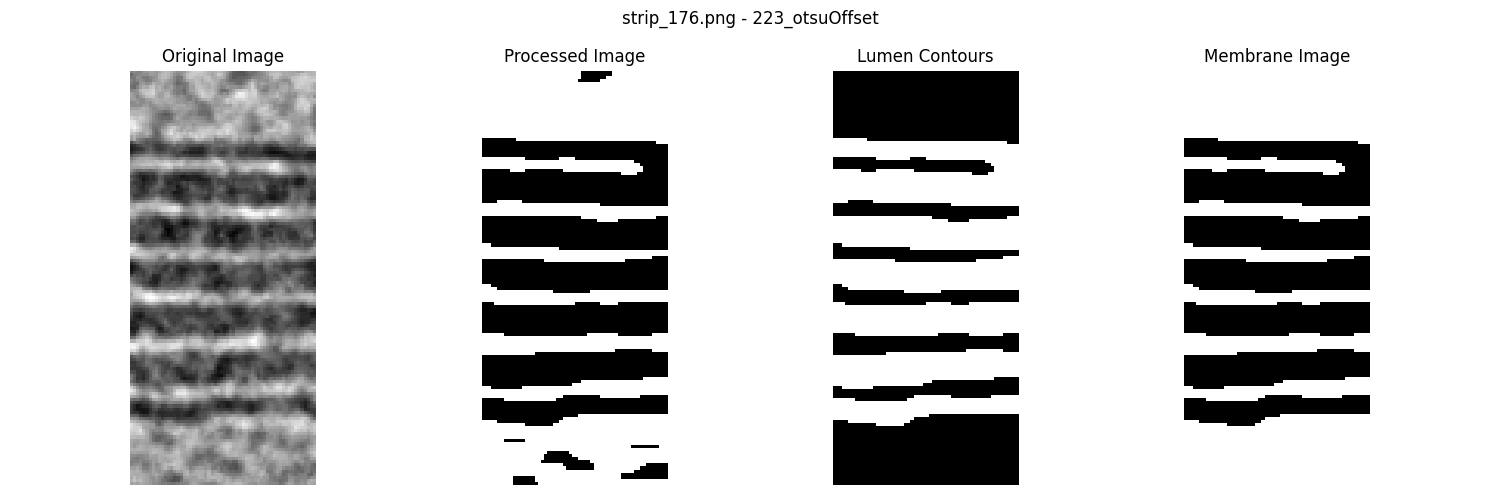 strip_176.png - 223_otsuOffset
Original Image
Processed Image
Lumen Contours
Membrane Image